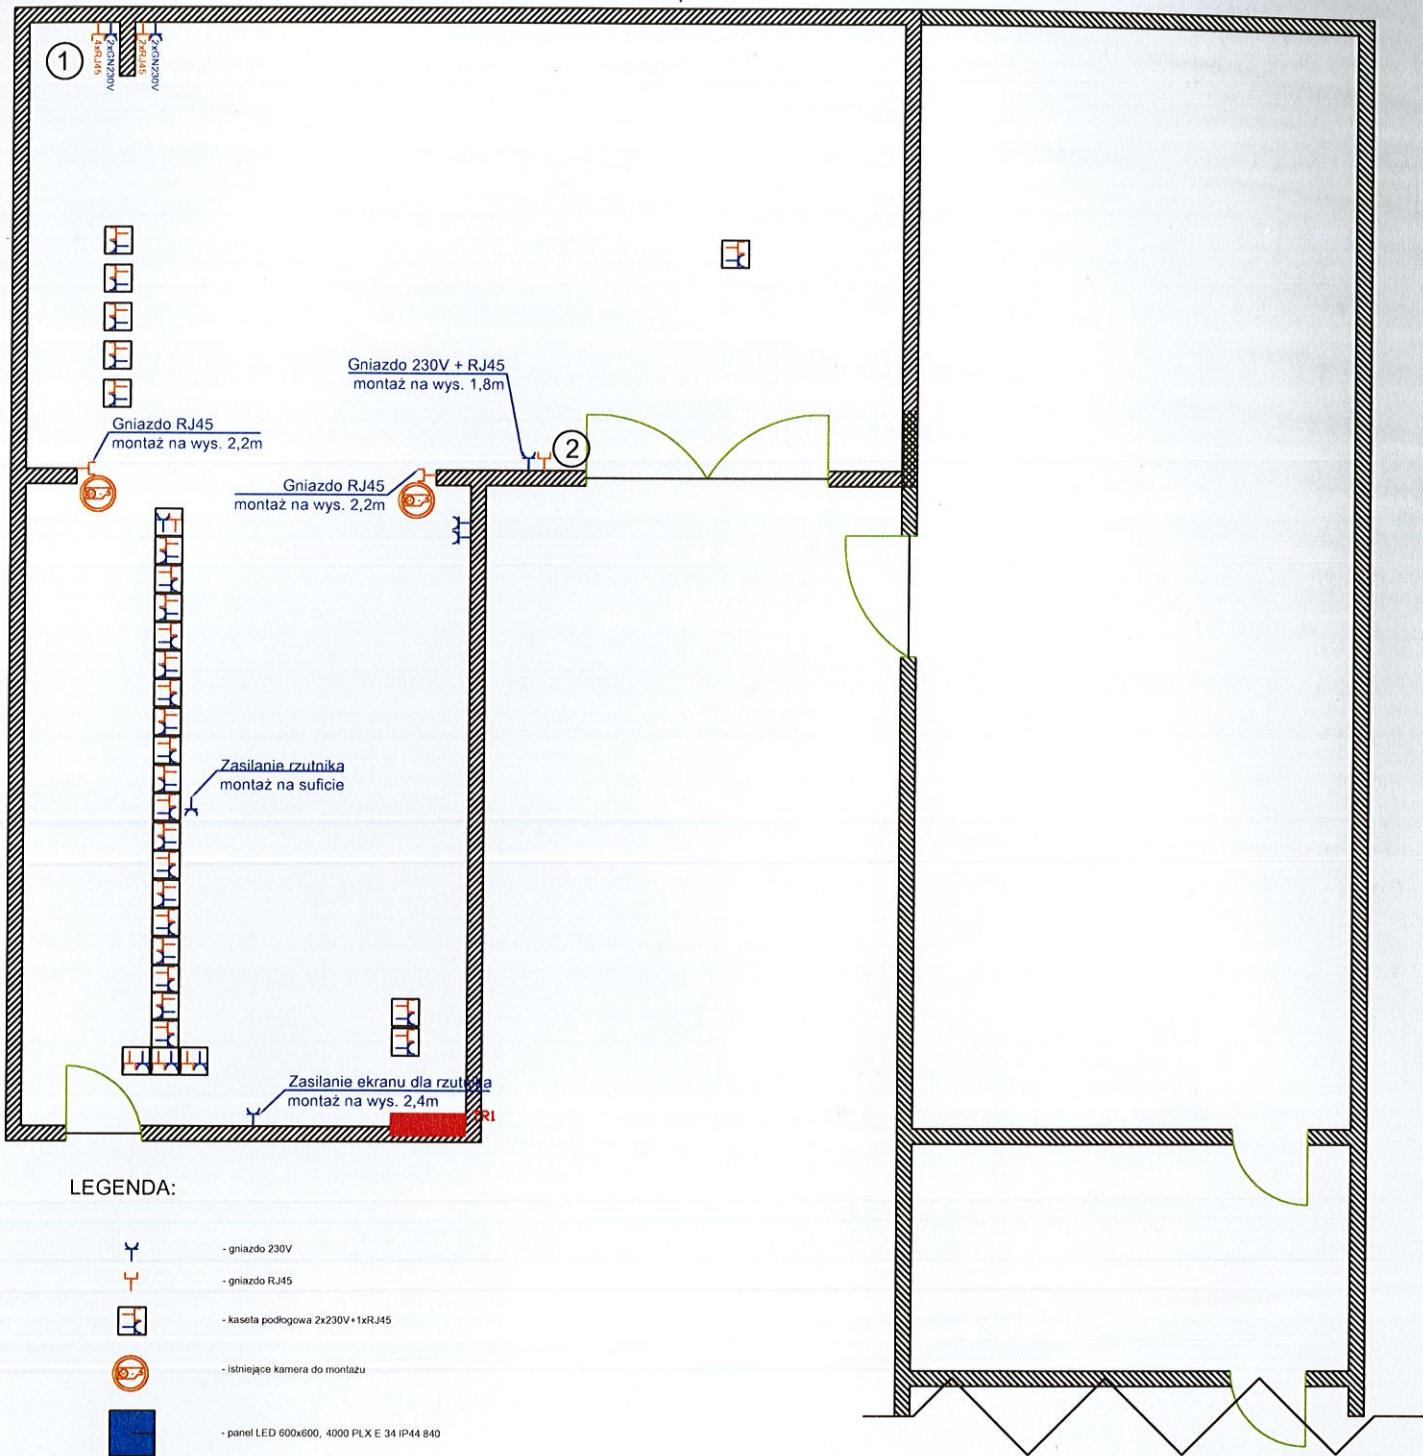 1
4xRJ45
2xGN230V
2xRJ45
2xGN230V
Gniazdo 230V + RJ45
montaż na wys. 1,8m
Gniazdo RJ45
montaż na wys. 2,2m
2
Gniazdo RJ45
montaż na wys. 2,2m
Zasilanie rzutnika
montaż na suficie
Zasilanie ekranu dla rzutnika
montaż na wys. 2,4m
TR1
LEGENDA:
- gniazdo 230V
- gniazdo RJ45
- kaseta podłogowa 2x230V+1xRJ45
- istniejące kamera do montażu
- panel LED 600x600, 4000 PLX E 34 IP44 840